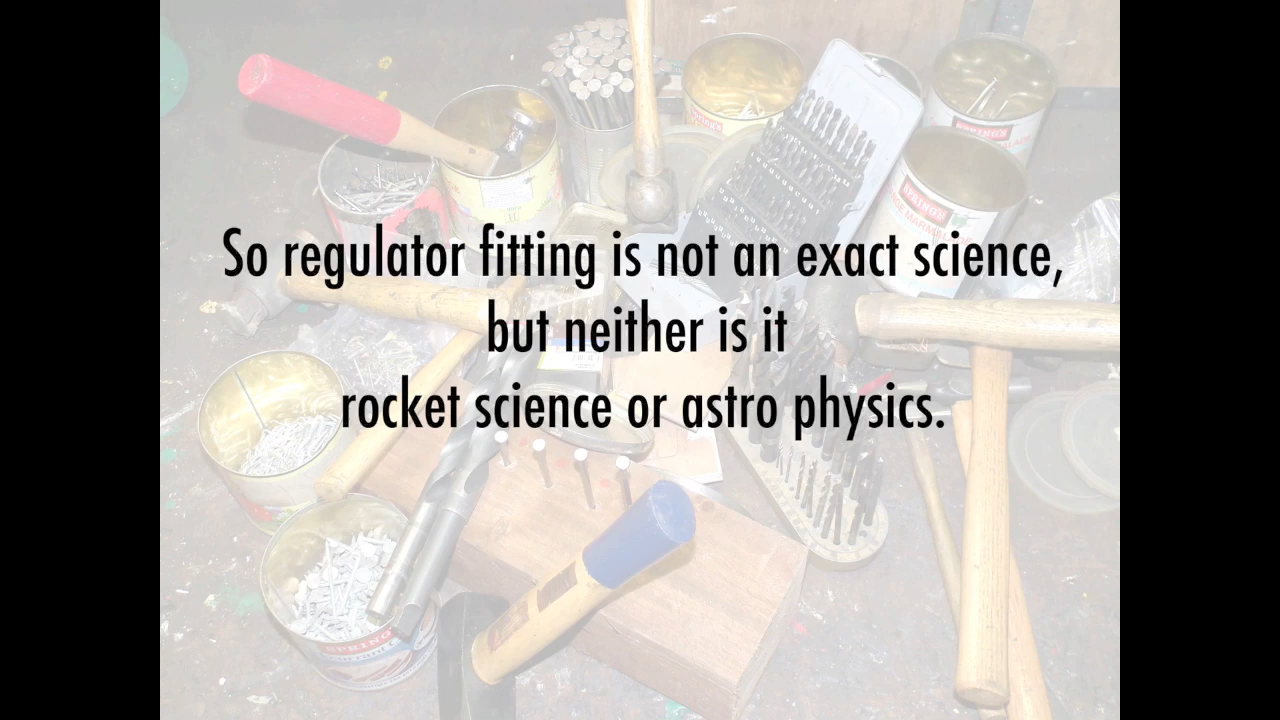 So regulator fitting is not an exact science,
but neither is it
rocket science or astro physics.